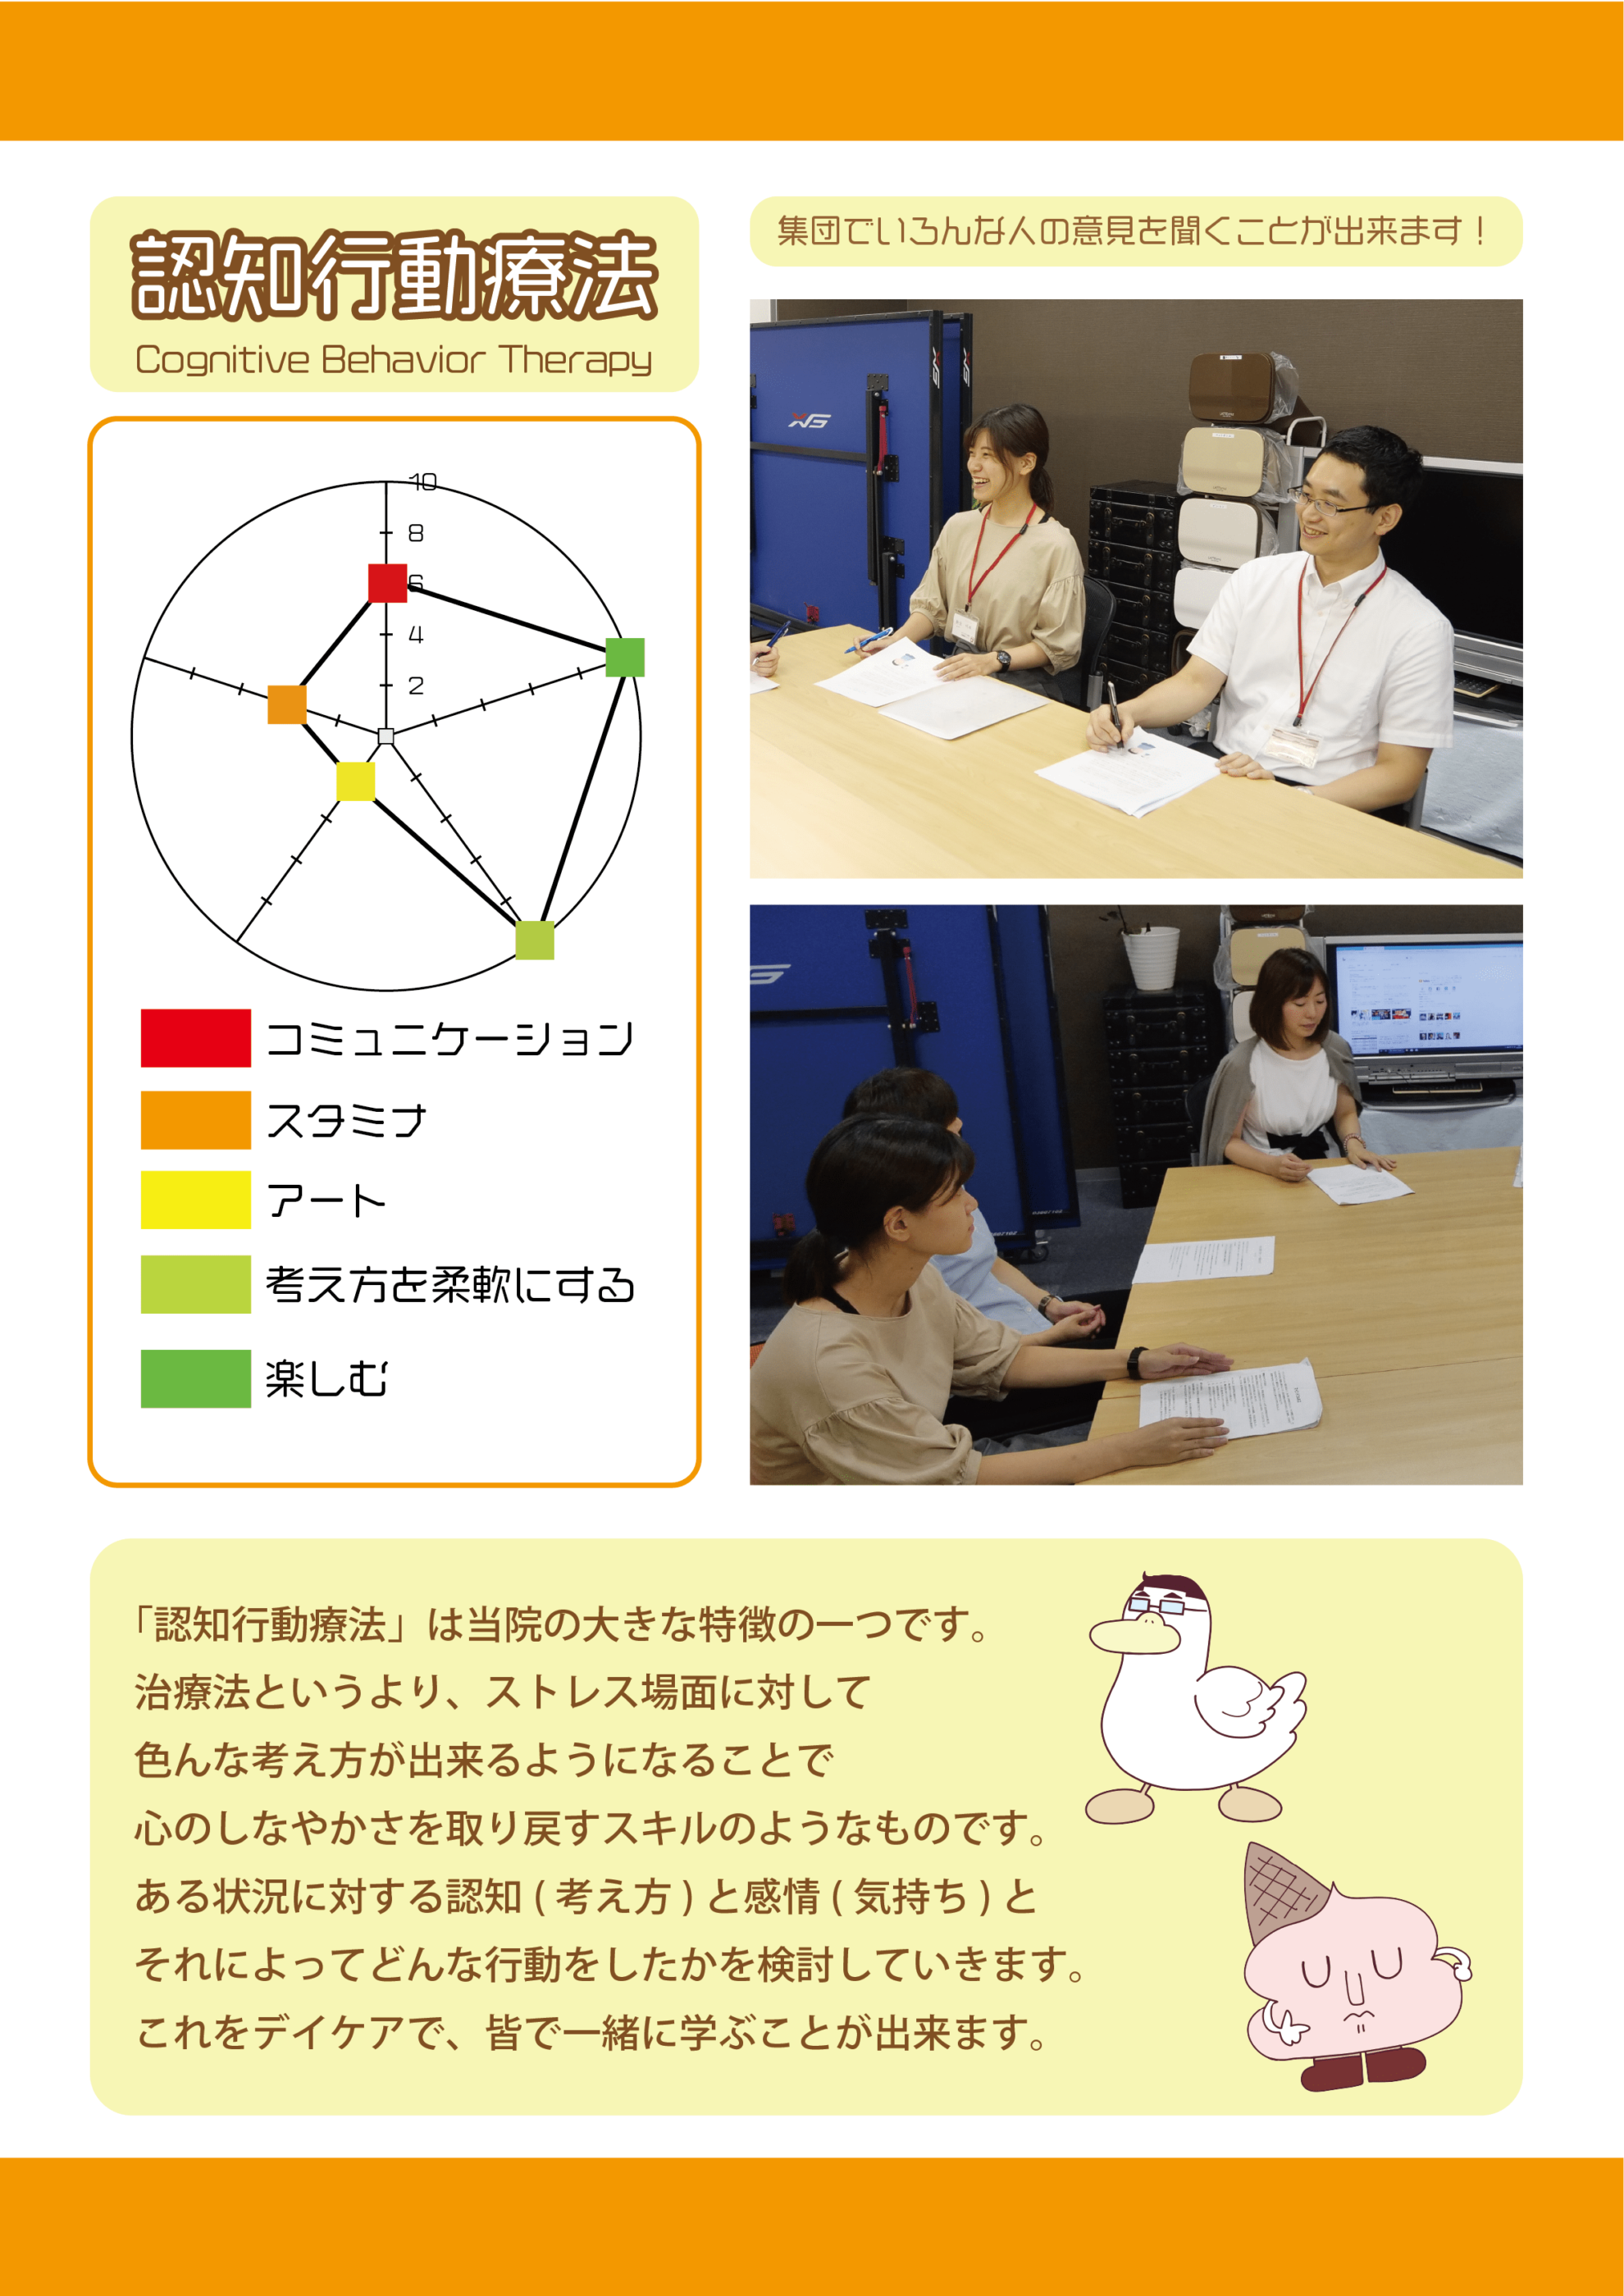 認知行動療法
Cognitive Behavior Therapy
集団でいろんな人の意見を聞くことが出来ます！
10
8
6
4
2
コミュニケーション
スタミナ
アート
考え方を柔軟にする
楽しむ
「認知行動療法」は当院の大きな特徴の一つです。
治療法というより、ストレス場面に対して
色んな考え方が出来るようになることで
心のしなやかさを取り戻すスキルのようなものです。
ある状況に対する認知 ( 考え方 ) と感情 ( 気持ち ) と
それによってどんな行動をしたかを検討していきます。
これをデイケアで、皆で一緒に学ぶことが出来ます。